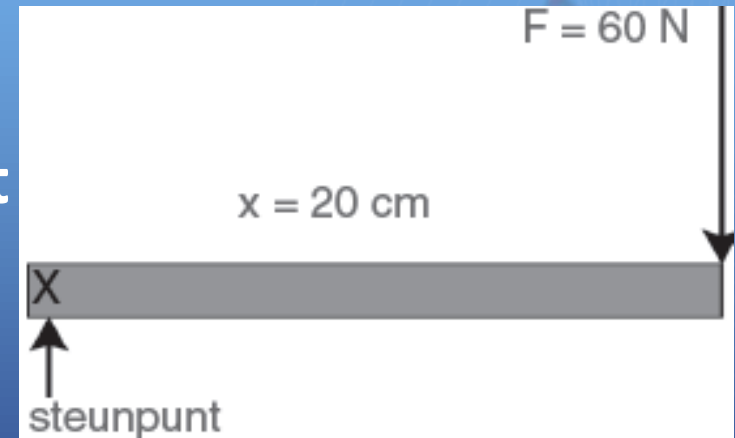 F = 60 N
x = 20 cm
X
steunpunt